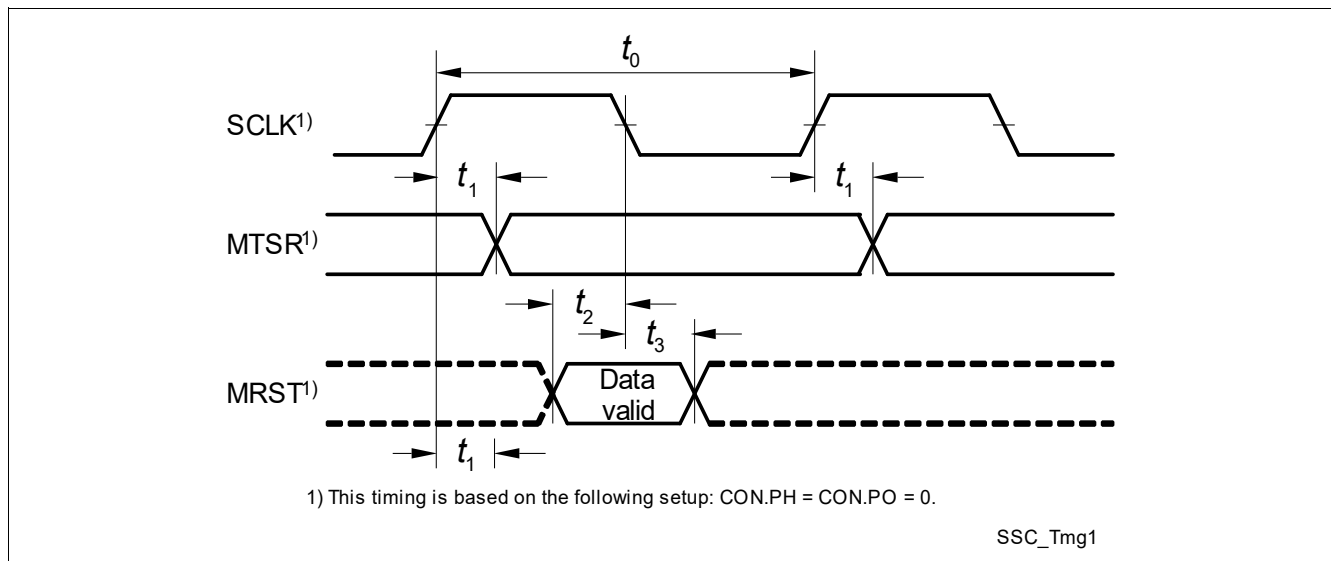 t0
SCLK1)
t1 t1
MTSR1)
t2
t3
MRST1) Data valid
t1
1) This timing is based on the following setup: CON.PH = CON.PO = 0.
SSC_Tmg1